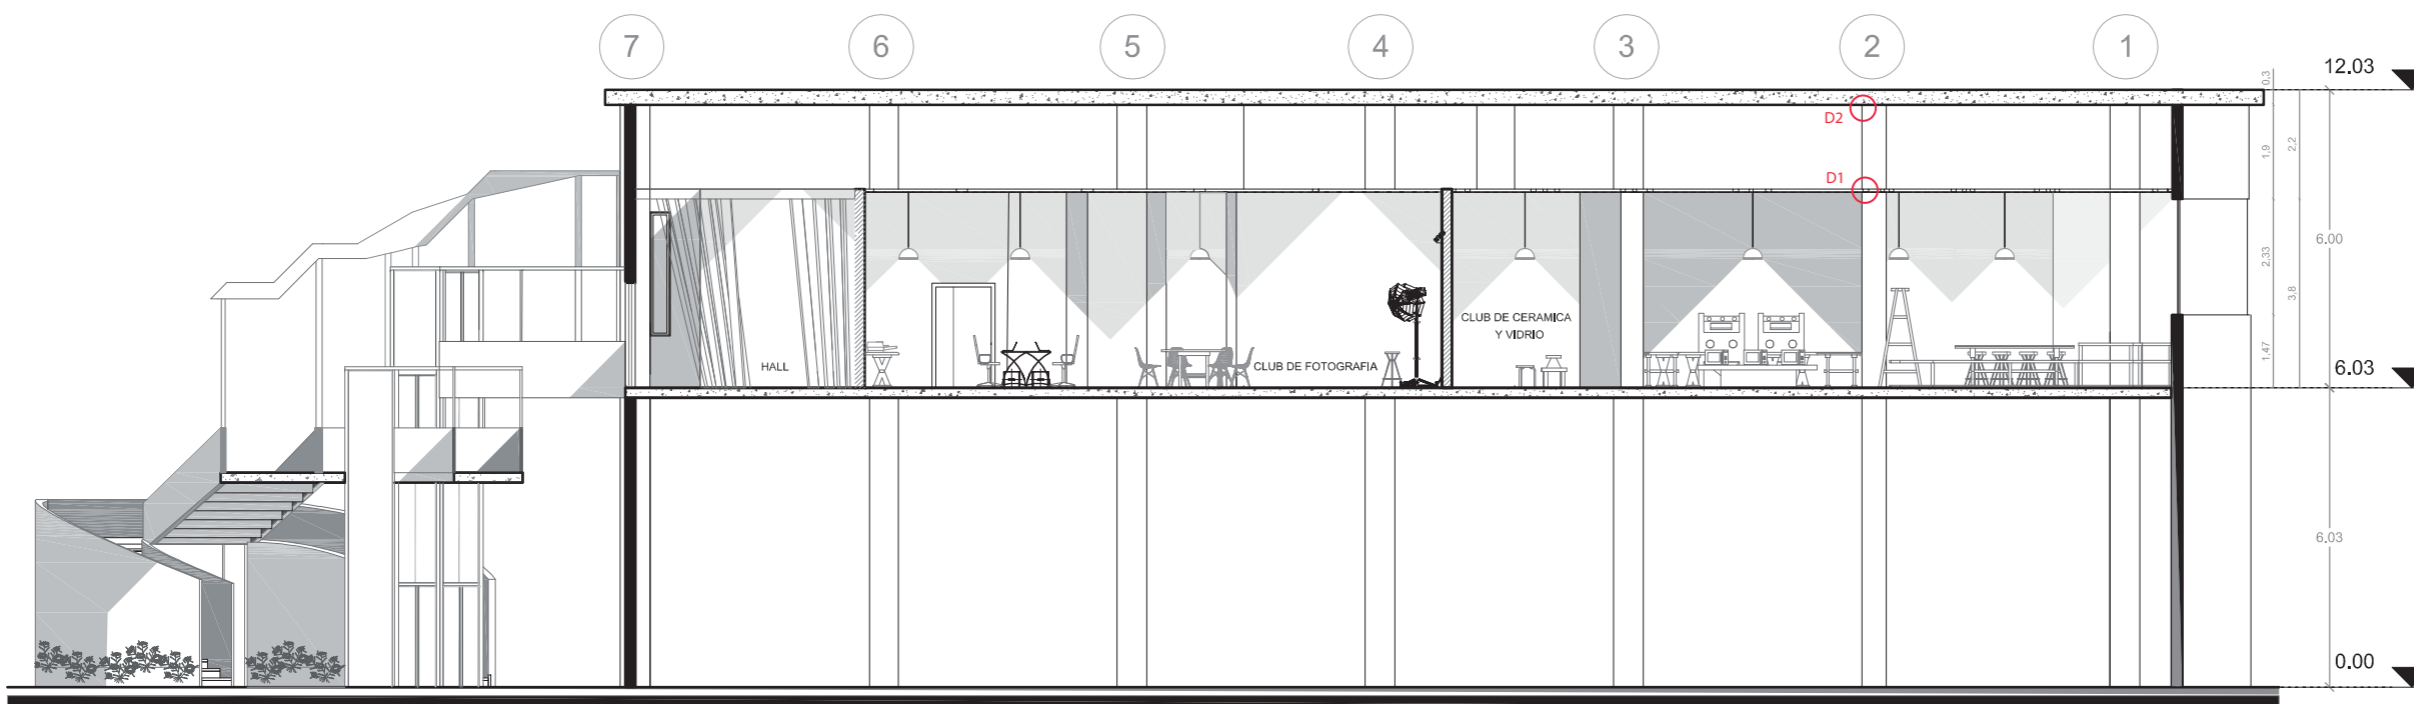 7 6 5 4 3 2 1
12.03
0,3
D2
1,9
2,2
D1
6.00
2,33
3,8
CLUB DE CERAMICA
Y VIDRIO
1,47
HALL
CLUB DE FOTOGRAFIA
6.03
6.03
0.00